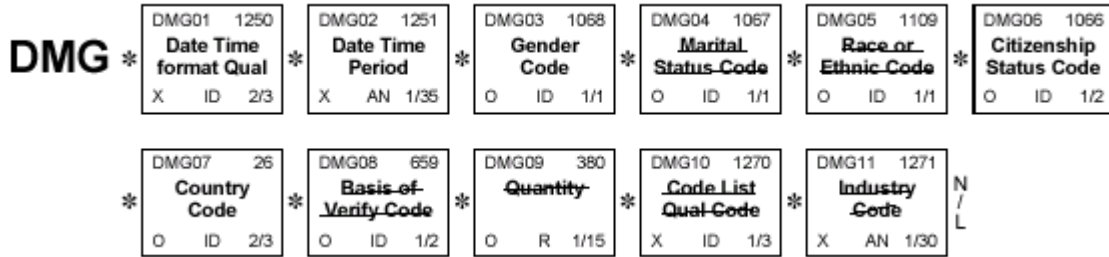 DMG * DMG01 1250 * DMG02 1251 * DMG03 1068 * DMG04 1067 * DMG05 1109 * DMG06 1066
Date Time Date Time Gender Marital Race or Citizenship
format Qual Period Code Status Code Ethnic Code Status Code
X ID 2/3 X AN 1/35 O ID 1/1 O ID 1/1 O ID 1/1 O ID 1/2
* DMG07 26 * DMG08 659 * DMG09 380 * DMG10 1270 * DMG11 1271 N/L
Country Basis of Quantity Code List Industry
Code Verify Code Qual Code Code
O ID 2/3 O ID 1/2 O R 1/15 X ID 1/3 X AN 1/30